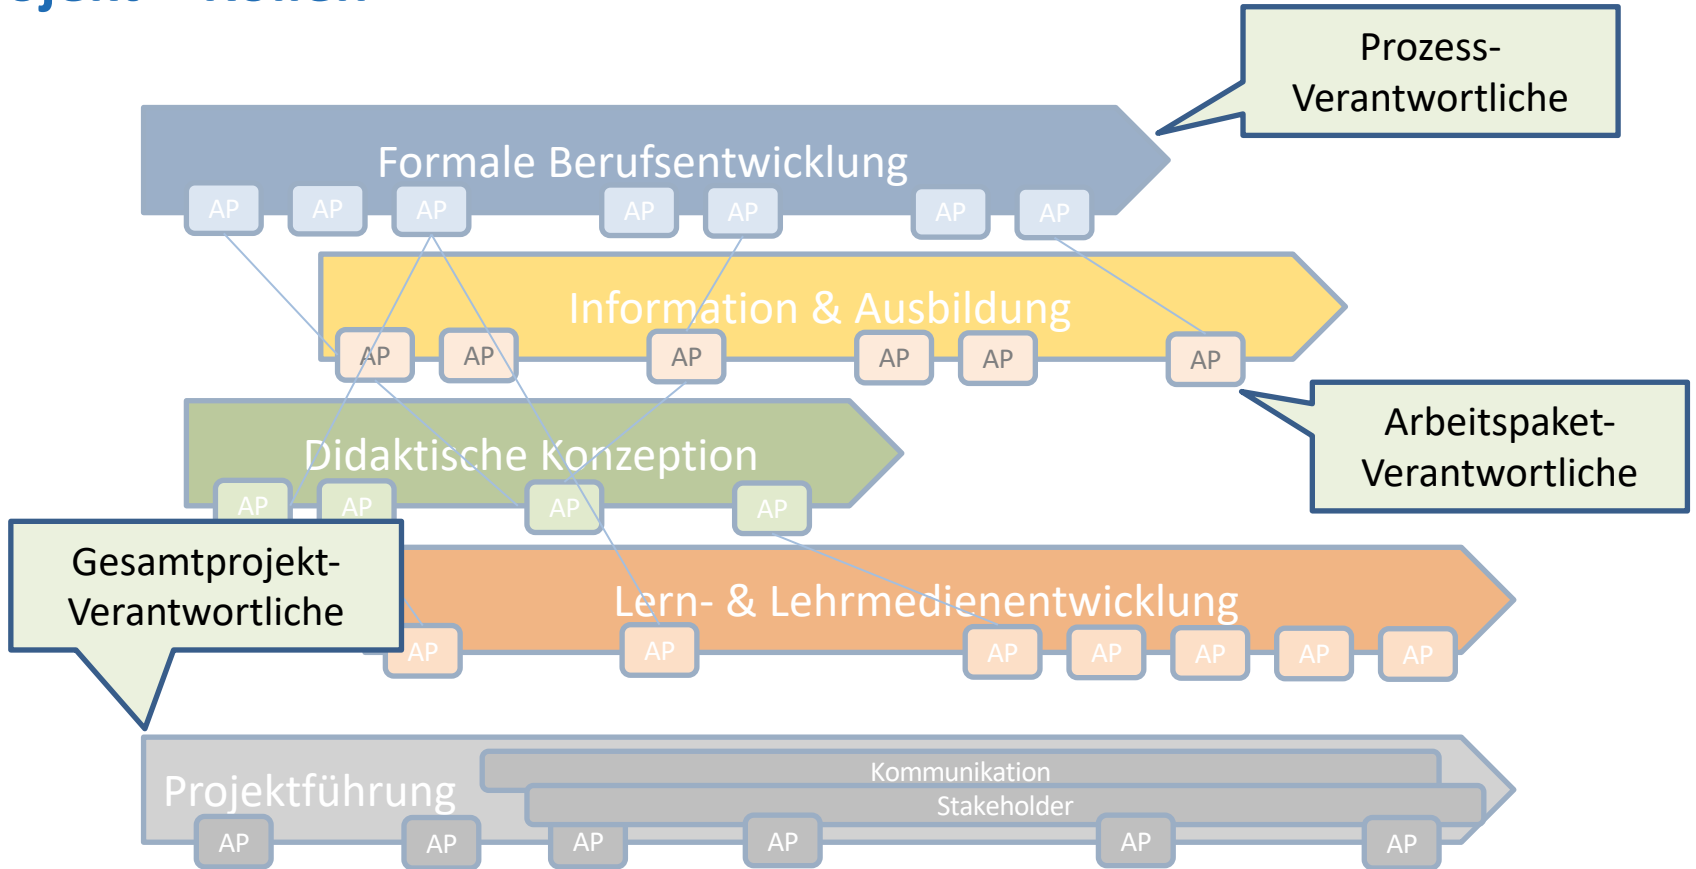 Prozess-
Verantwortliche
Formale Berufsentwicklung
AP AP AP AP AP AP AP
Information & Ausbildung
AP AP AP AP AP AP
Arbeitspaket-
Verantwortliche
Didaktische Konzeption
AP AP AP AP
Gesamtprojekt-
Verantwortliche
Lern- & Lehrmedienentwicklung
AP AP AP AP AP AP AP
Kommunikation
Projektführung
Stakeholder
AP AP AP AP AP AP